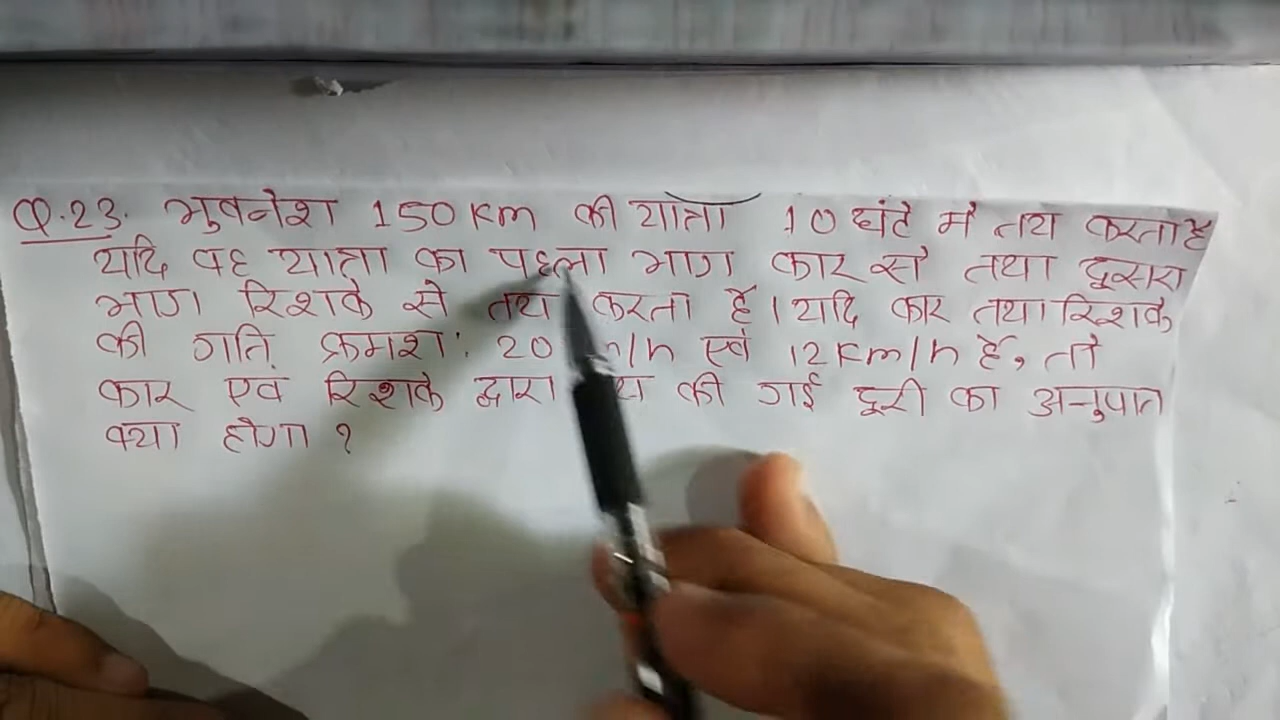 Q.23. भुवनेश 150 Km की यात्रा 10 घंटे में तय करता है
यदि वह यात्रा का पहला भाग कार से तथा दूसरा
भाग रिक्शा के से तय करता है। यदि कार तथा रिक्शा के
की गति क्रमश: 20 m/h एवं 12 Km/h है, तो
कार एवं रिक्शा के द्वारा की गई दूरी का अनुपात
क्या होगा ?